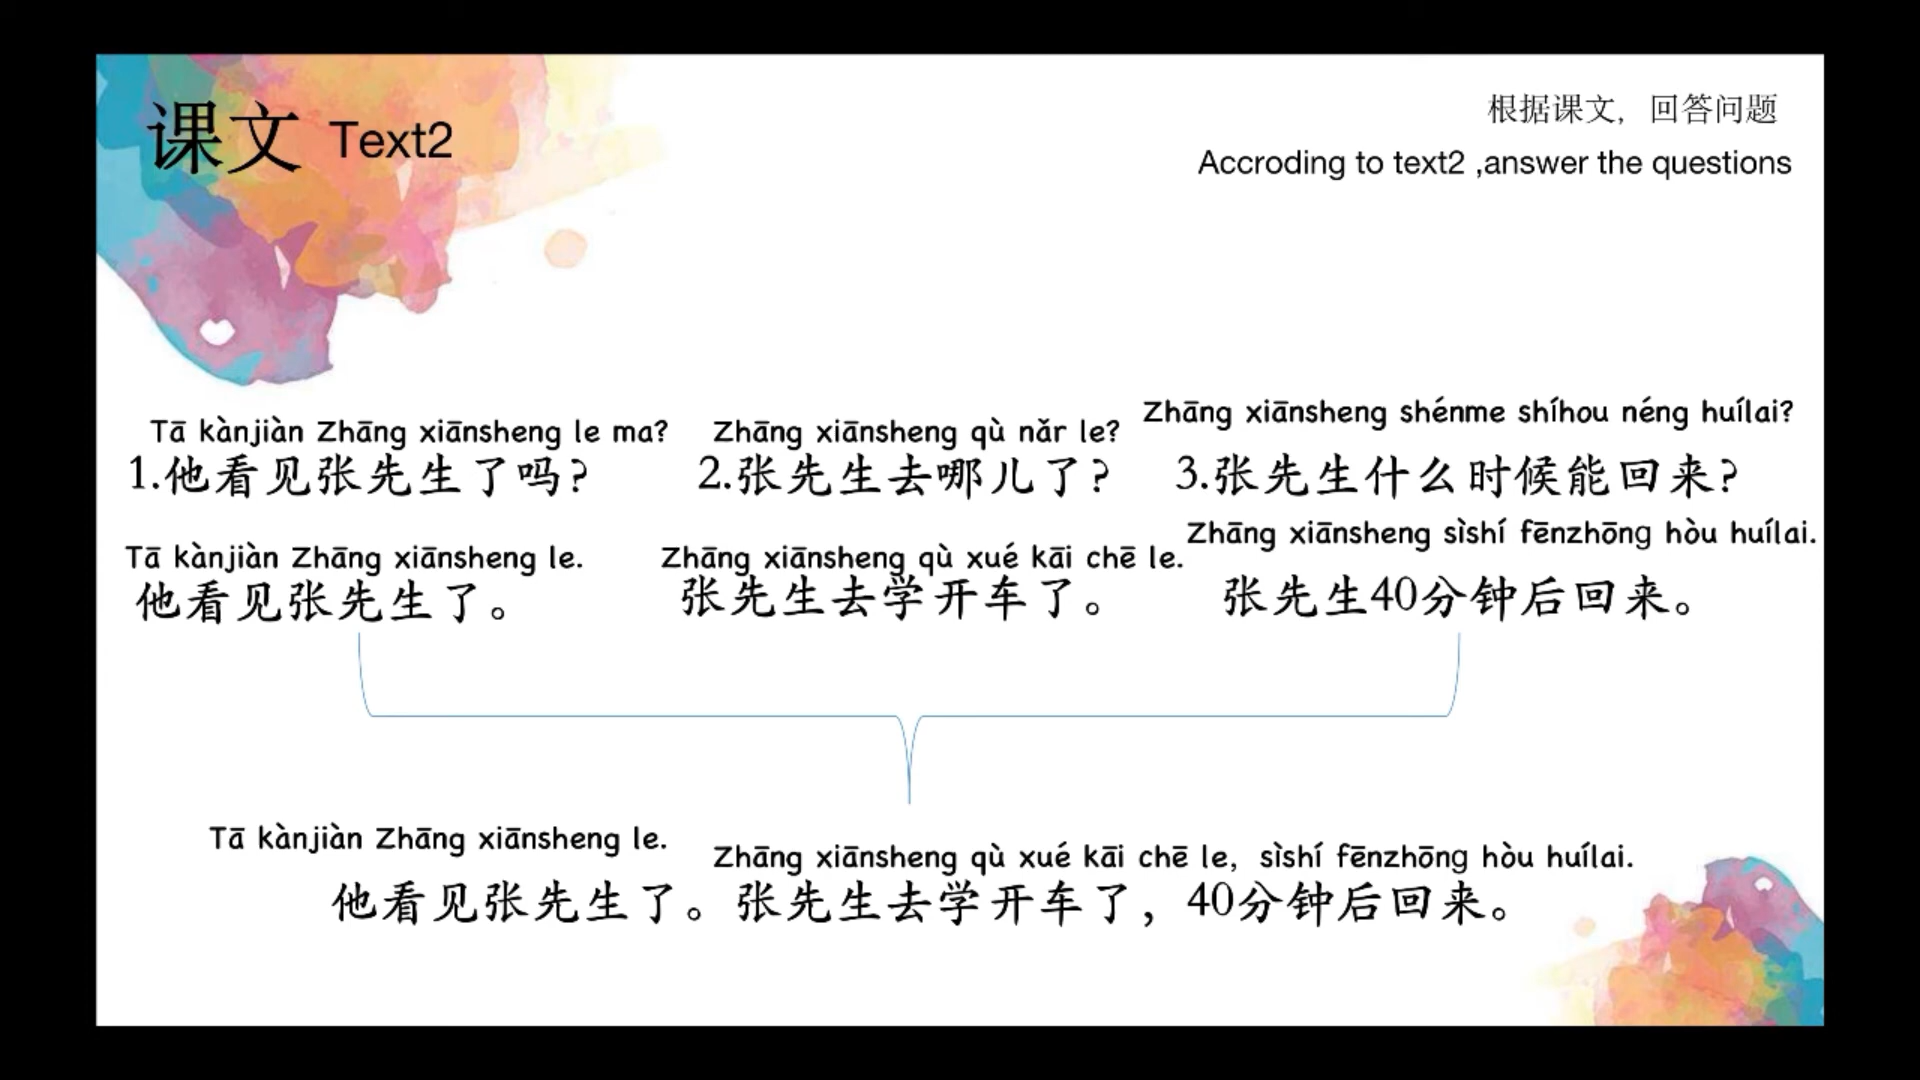 课文 Text2
根据课文，回答问题
Accroding to text2 ,answer the questions
Tā kànjiàn Zhāng xiānsheng le ma?
1.他看见张先生了吗?
Zhāng xiānsheng qù nǎr le?
2.张先生去哪儿了?
Zhāng xiānsheng shénme shíhou néng huílai?
3.张先生什么时候能回来?
Tā kànjiàn Zhāng xiānsheng le.
他看见张先生了。
Zhāng xiānsheng qù xué kāi chē le.
张先生去学开车了。
Zhāng xiānsheng sìshí fēnzhōng hòu huílai.
张先生40分钟后回来。
Tā kànjiàn Zhāng xiānsheng le.
Zhāng xiānsheng qù xué kāi chē le, sìshí fēnzhōng hòu huílai.
他看见张先生了。张先生去学开车了，40分钟后回来。